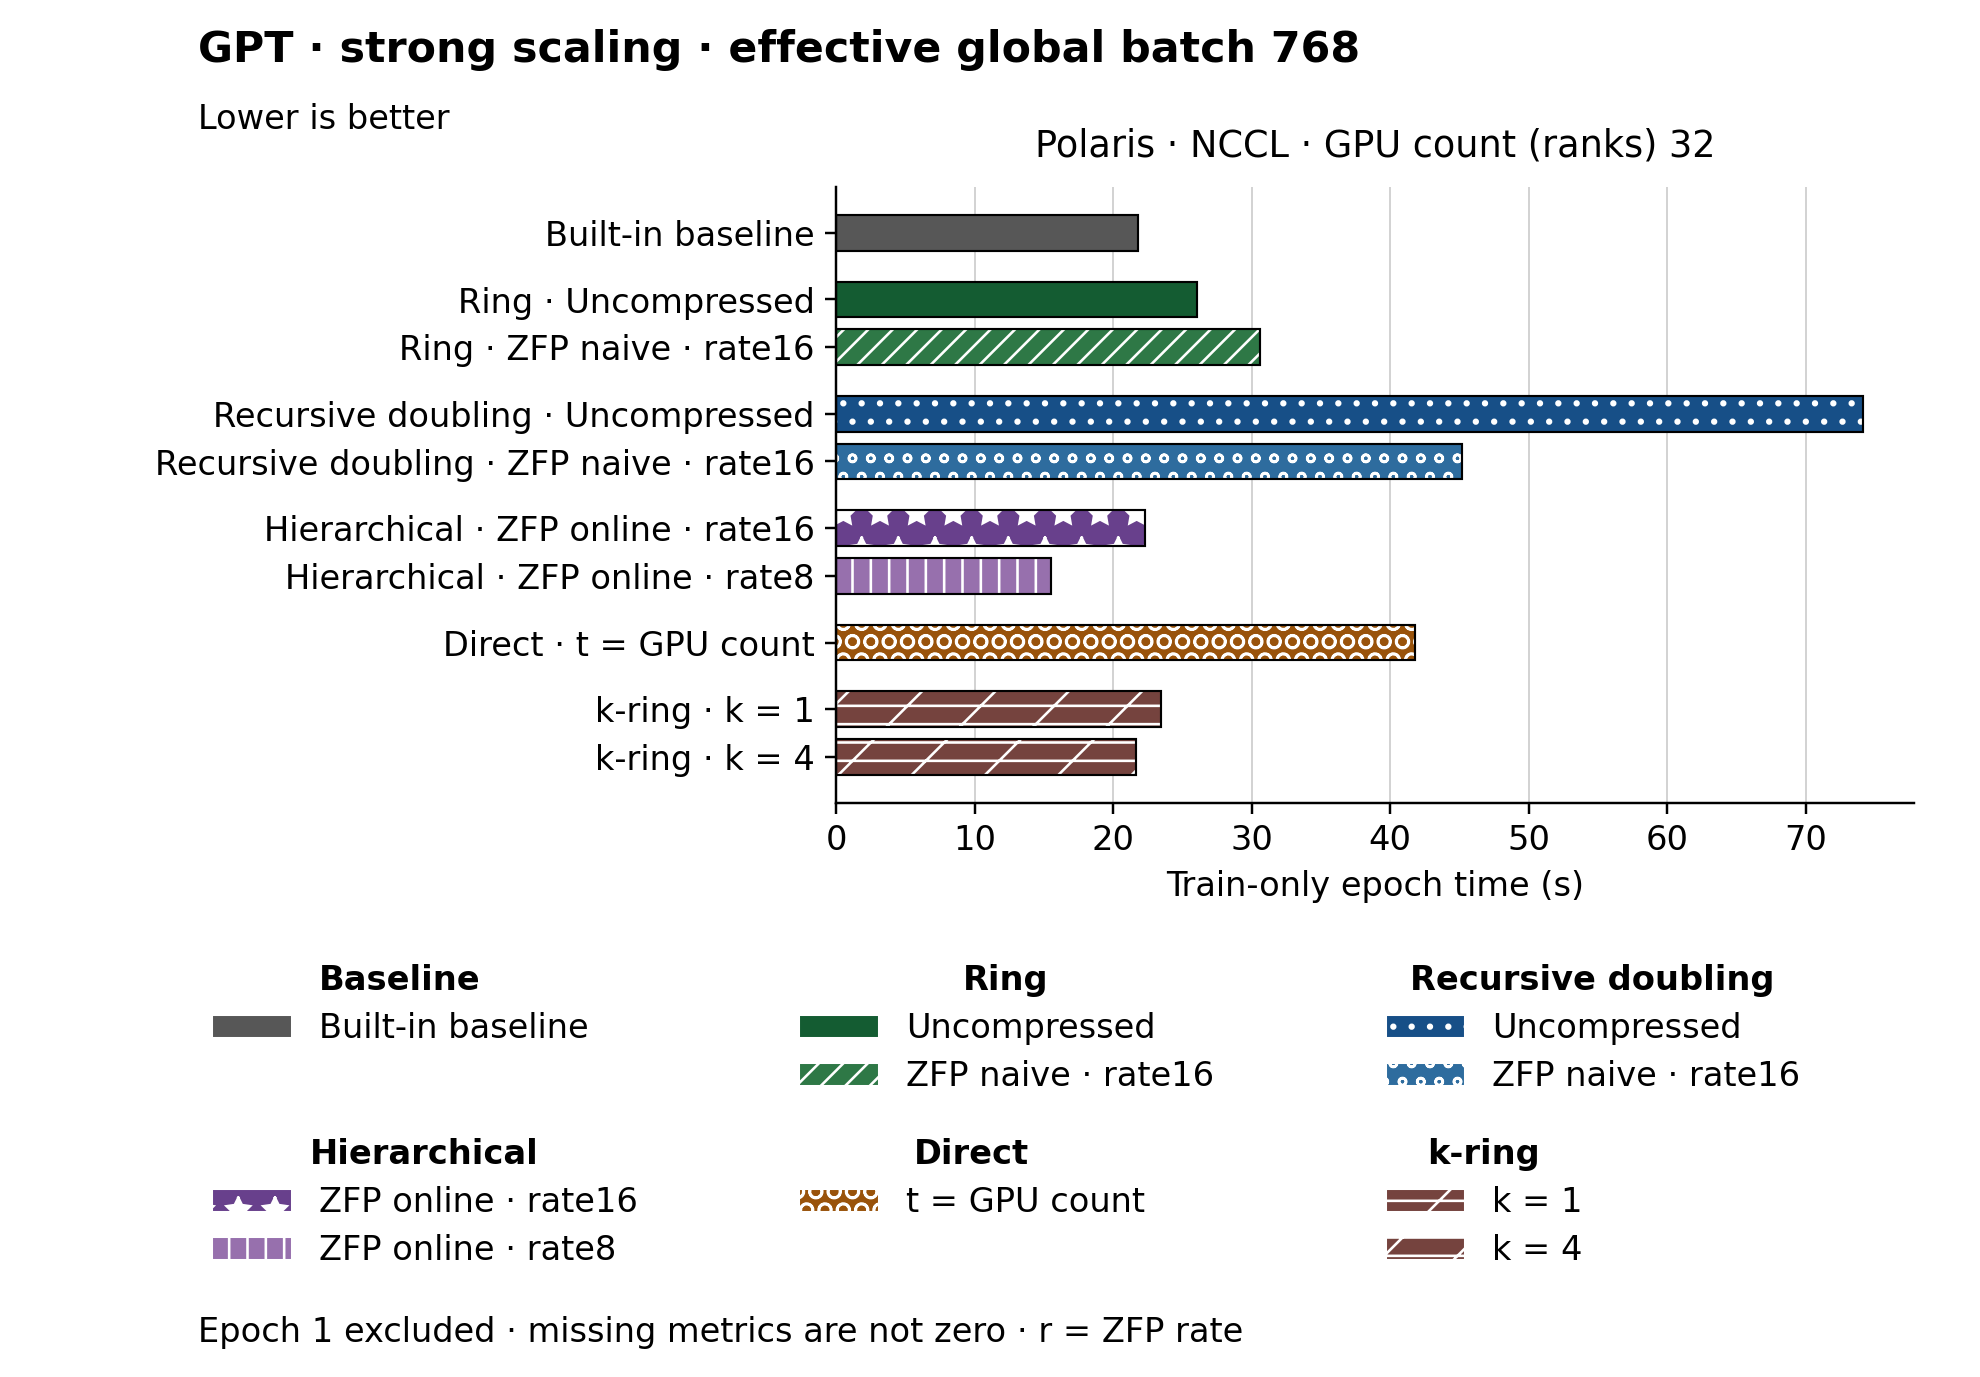 GPT · strong scaling · effective global batch 768
Lower is better
Polaris · NCCL · GPU count (ranks) 32
Built-in baseline
Ring · Uncompressed
Ring · ZFP naive · rate16
Recursive doubling · Uncompressed
Recursive doubling · ZFP naive · rate16
Hierarchical · ZFP online · rate16
Hierarchical · ZFP online · rate8
Direct · t = GPU count
k-ring · k = 1
k-ring · k = 4
0 10 20 30 40 50 60 70
Train-only epoch time (s)
Baseline
Built-in baseline
Ring
Uncompressed
ZFP naive · rate16
Recursive doubling
Uncompressed
ZFP naive · rate16
Hierarchical
ZFP online · rate16
ZFP online · rate8
Direct
t = GPU count
k-ring
k = 1
k = 4
Epoch 1 excluded · missing metrics are not zero · r = ZFP rate